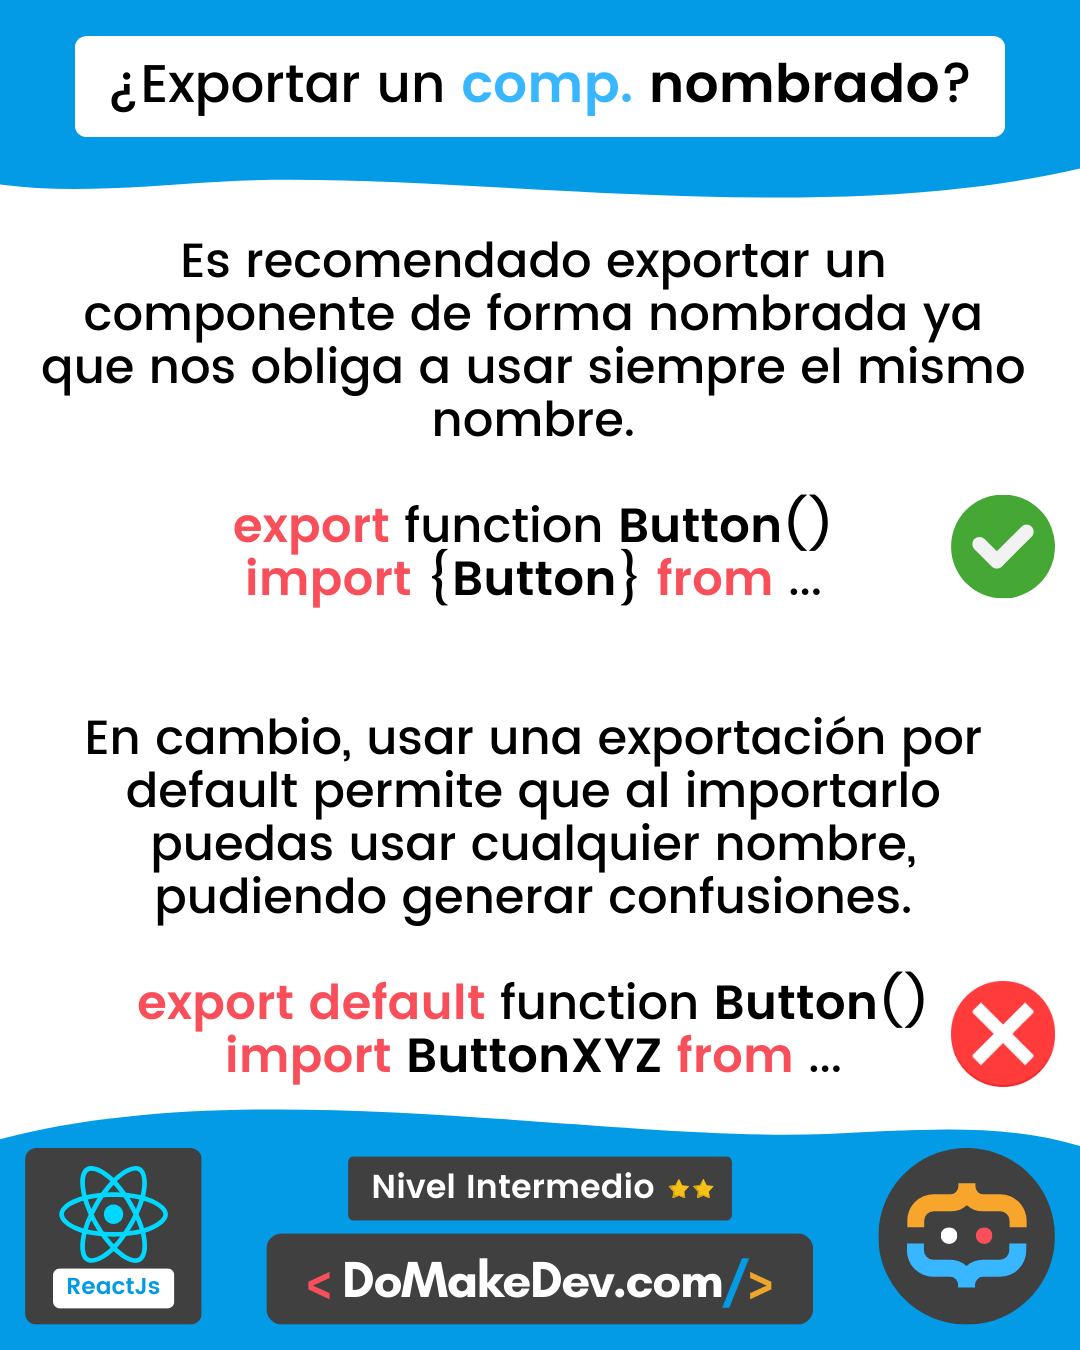 ¿Exportar un comp. nombrado?
Es recomendado exportar un
componente de forma nombrada ya
que nos obliga a usar siempre el mismo
nombre.
export function Button()
import {Button} from ...
En cambio, usar una exportación por
default permite que al importarlo
puedas usar cualquier nombre,
pudiendo generar confusiones.
export default function Button()
import ButtonXYZ from ...
Nivel Intermedio
ReactJs
< DoMakeDev.com/>